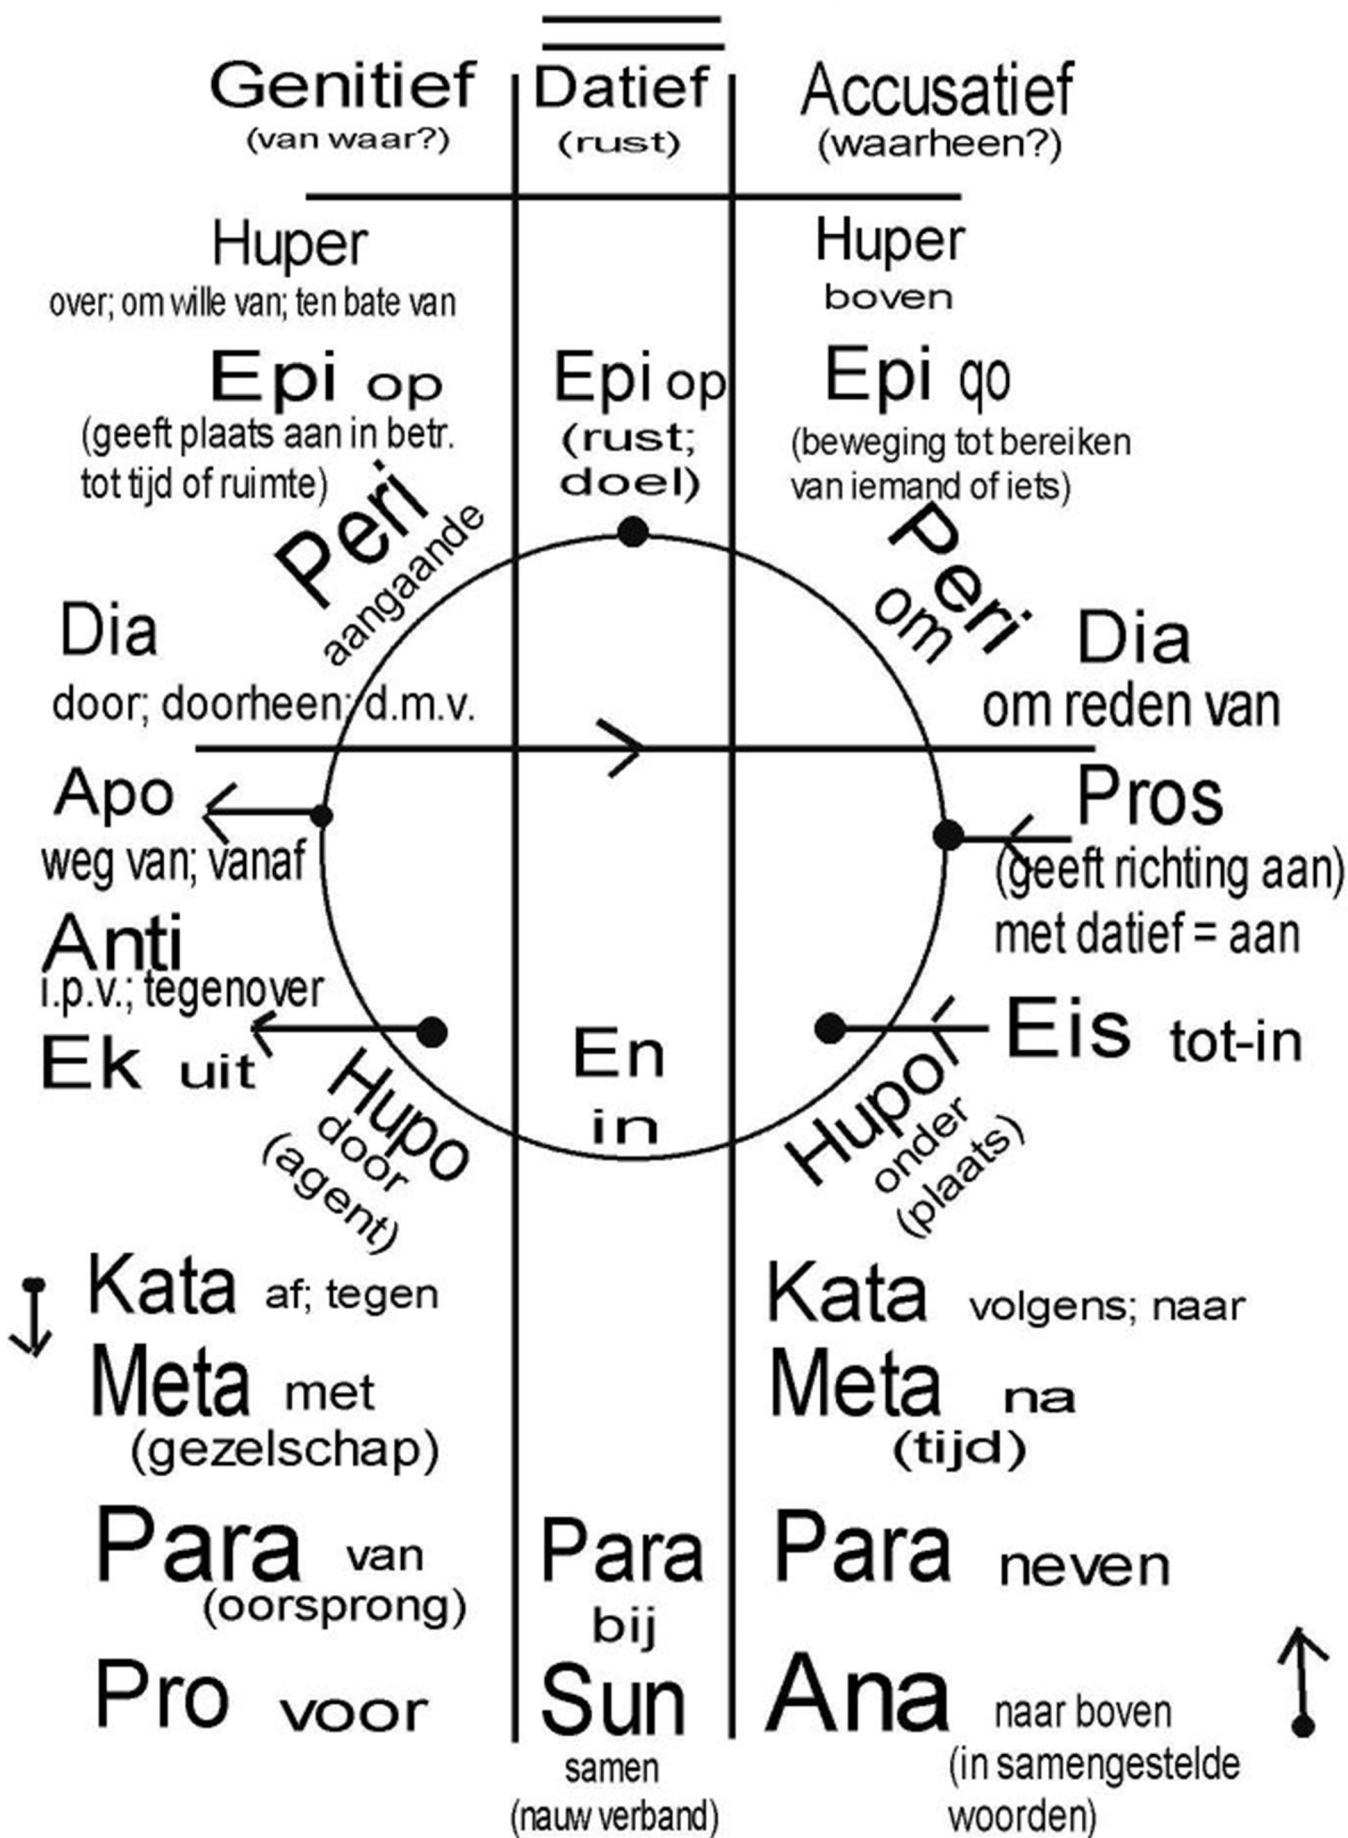 Genitief
(van waar?)
Datief
(rust)
Accusatief
(waarheen?)
Huper
over; om wille van; ten bate van
Huper
boven
Epi op
(geeft plaats aan in betr.
tot tijd of ruimte)
Epi op
(rust;
doel)
Epi qo
(beweging tot bereiken
van iemand of iets)
Peri
aangaande
Peri
om
Dia
door; doorheen; d.m.v.
Dia
om reden van
Apo
weg van; vanaf
Pros
(geeft richting aan)
met datief = aan
Anti
i.p.v.; tegenover
Ek uit
En
in
Eis tot-in
Hupo
door
(agent)
Hupo
onder
(plaats)
Kata af; tegen
Kata volgens; naar
Meta met
(gezelschap)
Meta na
(tijd)
Para van
(oorsprong)
Para
bij
Para neven
Pro voor
Sun
samen
(nauw verband)
Ana naar boven
(in samengestelde
woorden)